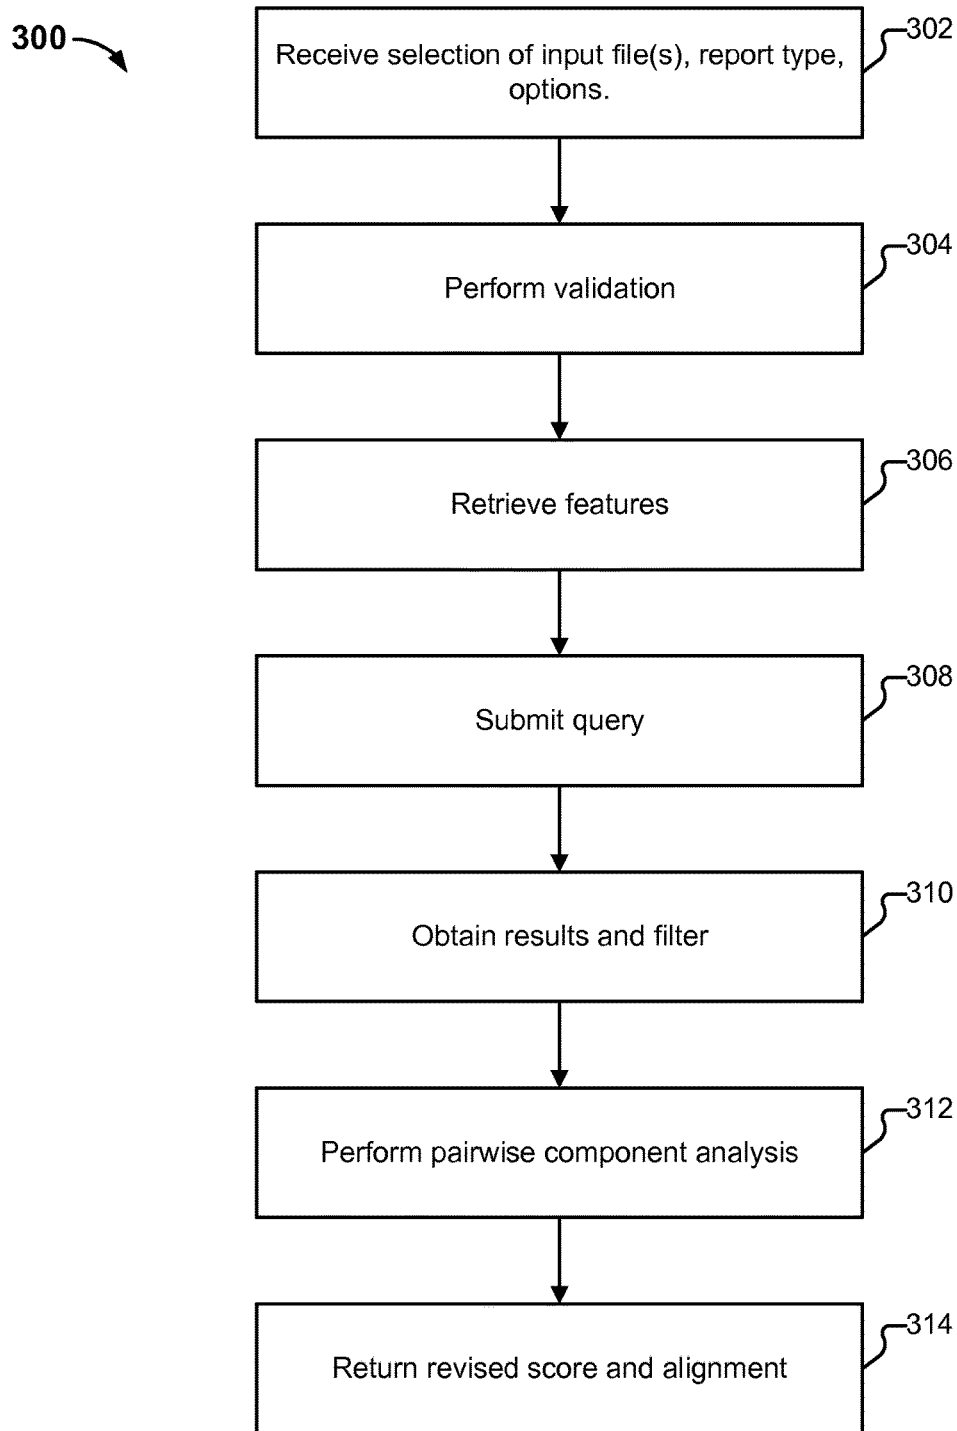 300
302
Receive selection of input file(s), report type,
options.
304
Perform validation
306
Retrieve features
308
Submit query
310
Obtain results and filter
312
Perform pairwise component analysis
314
Return revised score and alignment